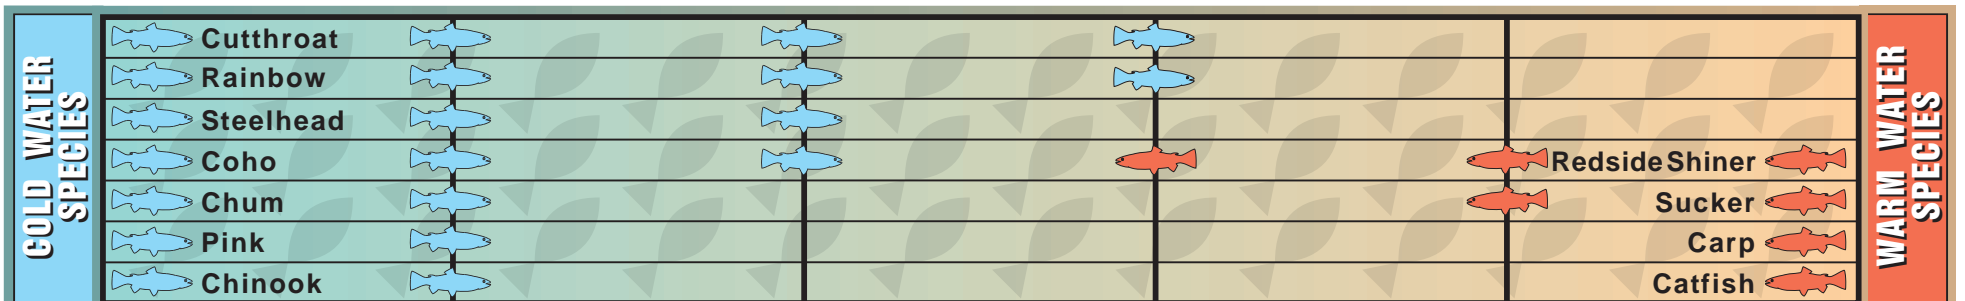 COLD WATER
SPECIES
Cutthroat
Rainbow
Steelhead
Coho
Chum
Pink
Chinook
Redside Shiner
Sucker
Carp
Catfish
WARM WATER
SPECIES